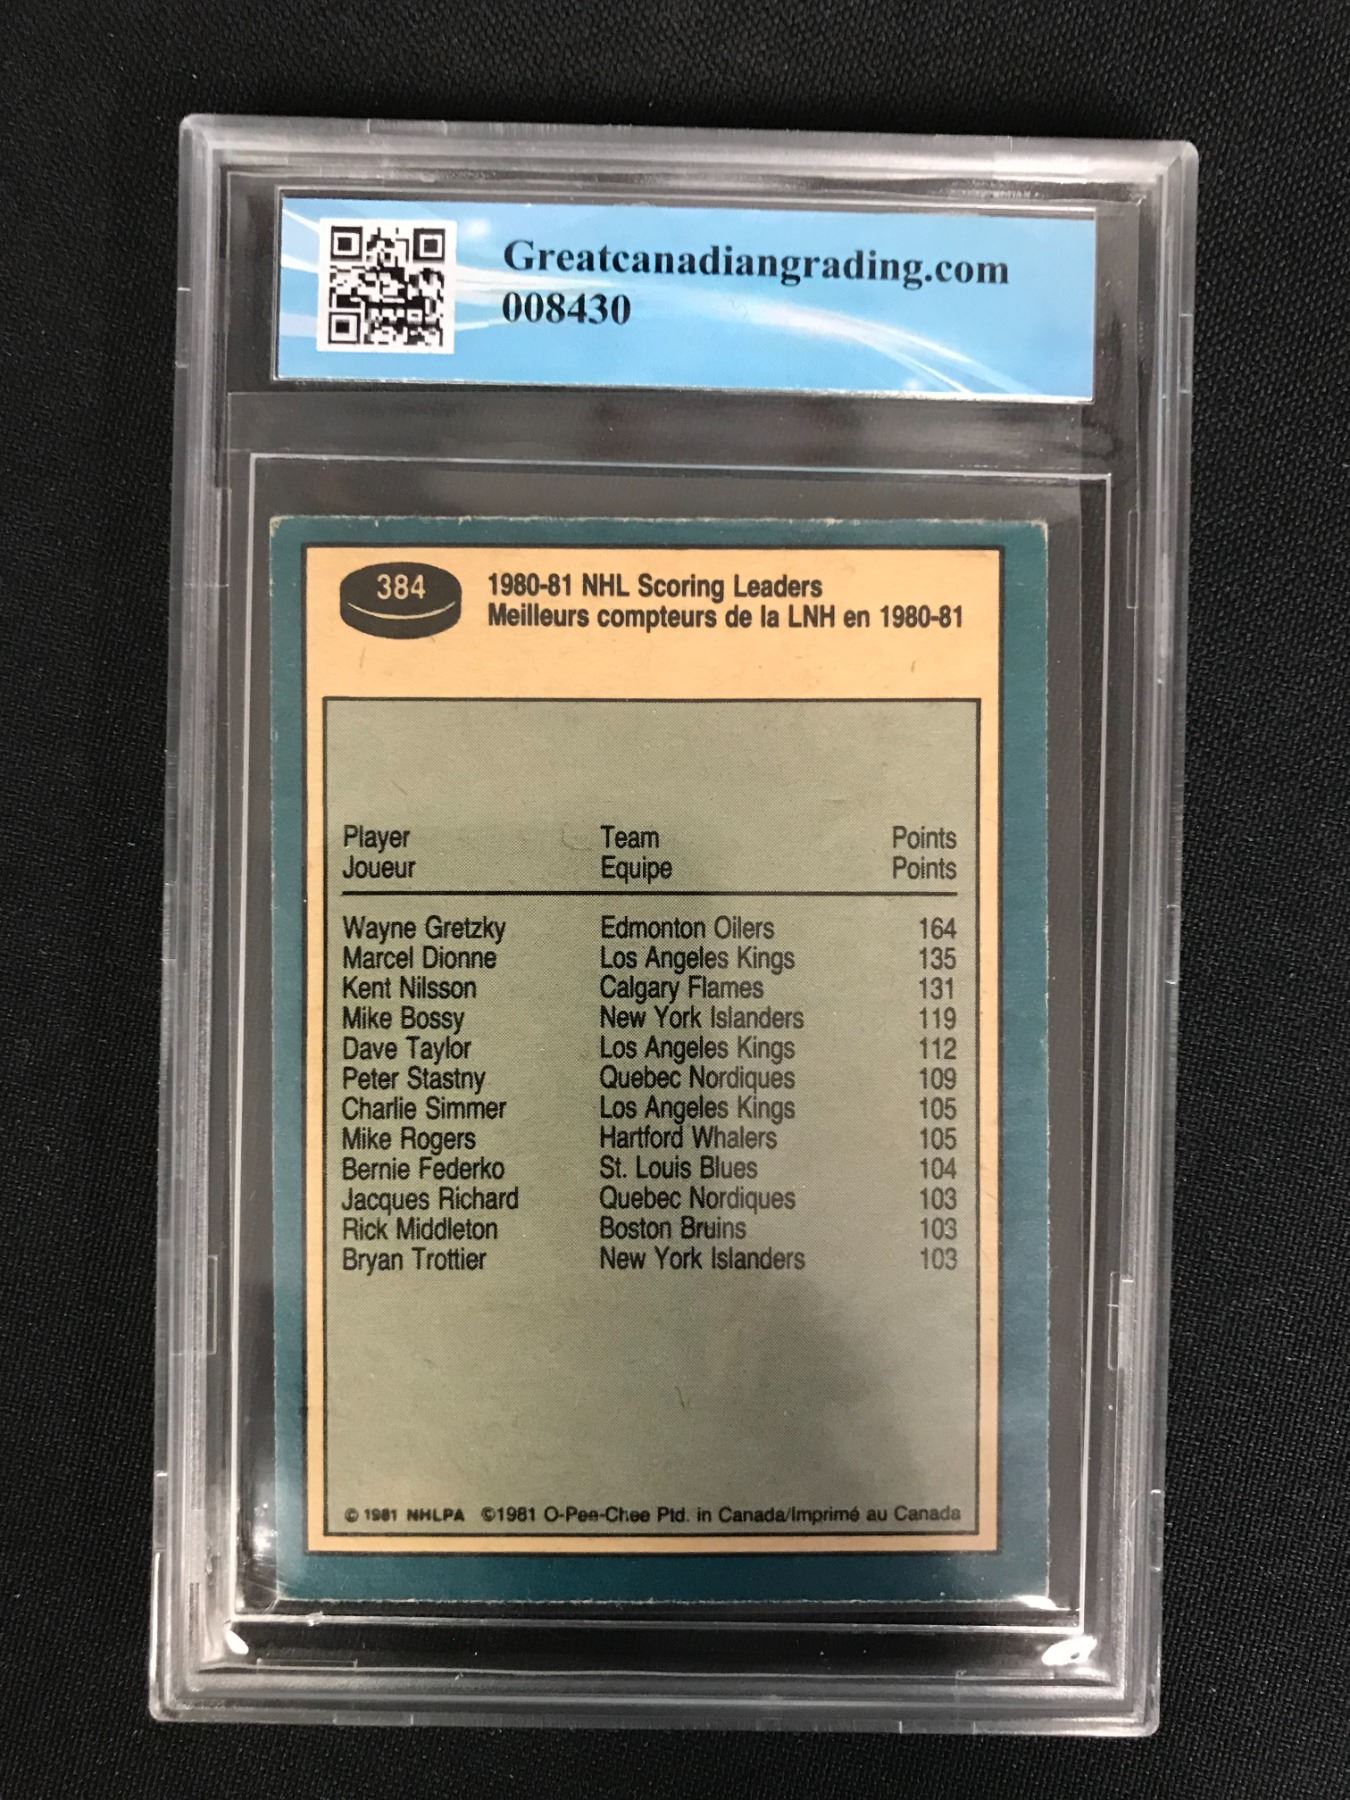 Greatcanadiangrading.com
008430
384
1980-81 NHL Scoring Leaders
Meilleurs compteurs de la LNH en 1980-81
Player Team Points
Joueur Equipe Points
Wayne Gretzky Edmonton Oilers 164
Marcel Dionne Los Angeles Kings 135
Kent Nilsson Calgary Flames 131
Mike Bossy New York Islanders 119
Dave Taylor Los Angeles Kings 112
Peter Stastny Quebec Nordiques 109
Charlie Simmer Los Angeles Kings 105
Mike Rogers Hartford Whalers 105
Bernie Federko St. Louis Blues 104
Jacques Richard Quebec Nordiques 103
Rick Middleton Boston Bruins 103
Bryan Trottier New York Islanders 103
© 1981 NHLPA ©1981 O-Pee-Chee Ptd. in Canada/Imprimé au Canada